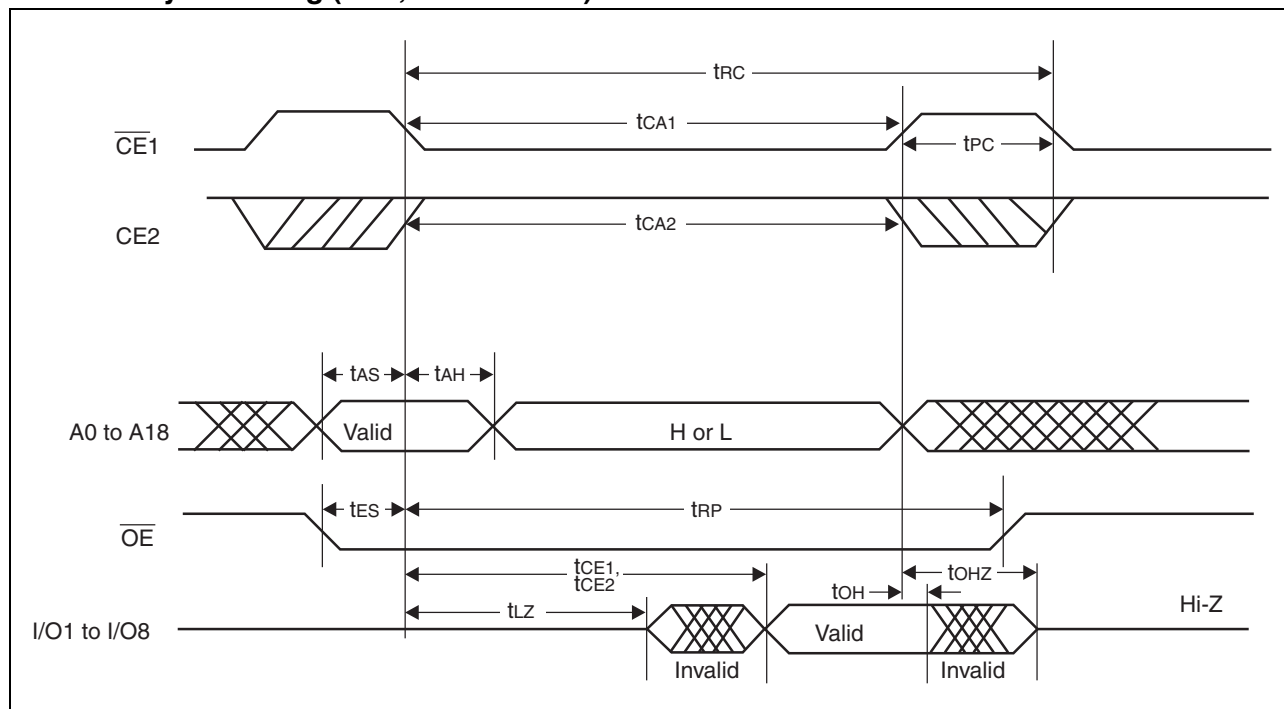 tRC
tCA1
CE1
tPC
CE2
tCA2
tAS
tAH
A0 to A18
Valid
H or L
tES
tRP
OE
tCE1,
tCE2
tOHZ
tOH
tLZ
Hi-Z
I/O1 to I/O8
Valid
Invalid
Invalid